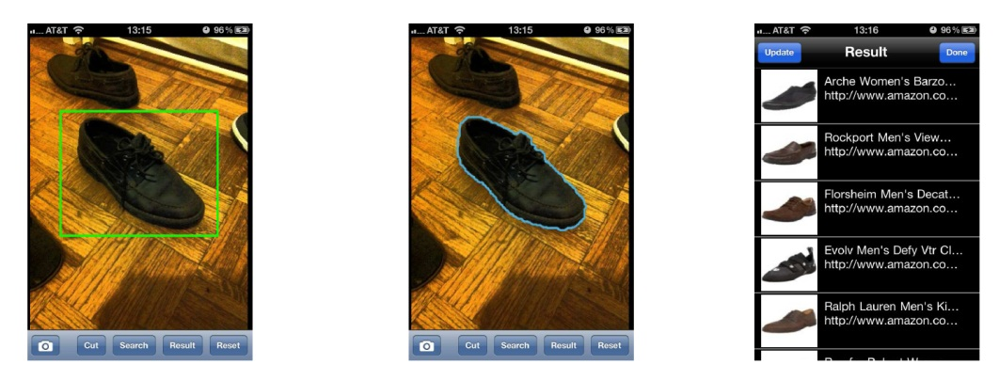 AT&T 13:15 96%
Cut Search Result Reset
AT&T 13:15 96%
Cut Search Result Reset
AT&T 13:16 96%
Update Result Done
Arche Women's Barzo...
http://www.amazon.co...
Rockport Men's View...
http://www.amazon.co...
Florsheim Men's Decat...
http://www.amazon.co...
Evolv Men's Defy Vtr Cl...
http://www.amazon.co...
Ralph Lauren Men's Ki...
http://www.amazon.co...